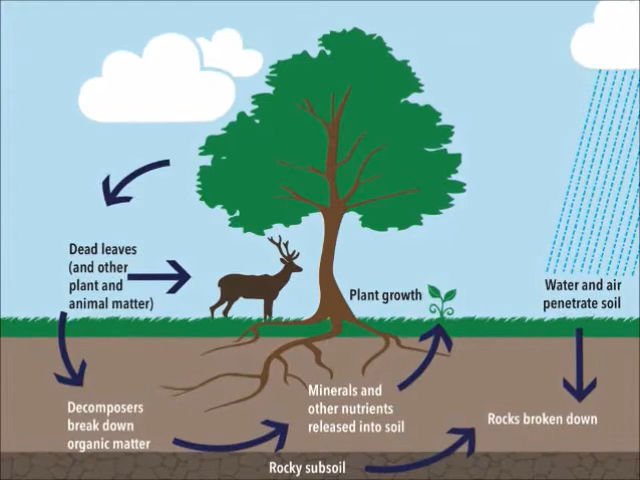 Dead leaves
(and other
plant and
animal matter)
Plant growth
Water and air
penetrate soil
Decomposers
break down
organic matter
Minerals and
other nutrients
released into soil
Rocks broken down
Rocky subsoil